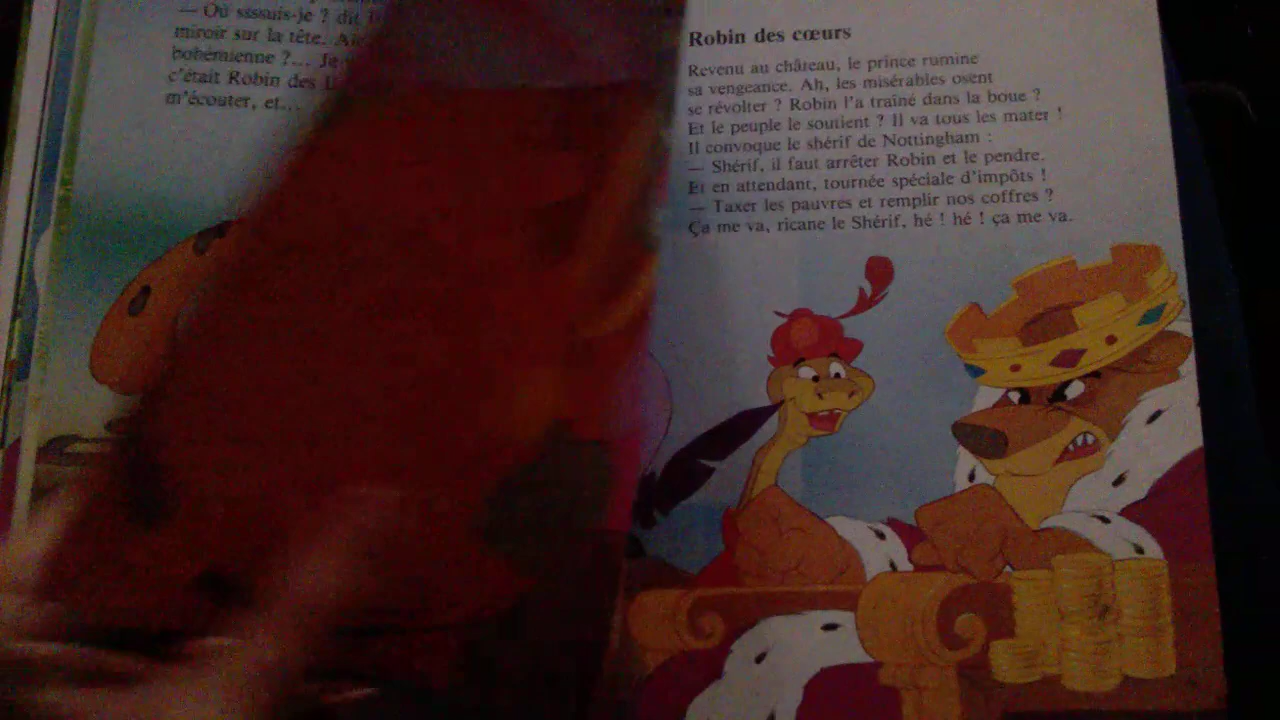 — Où ssssuis-je ? dit
miroir sur la tête.
bohémienne ?... Je
c'était Robin des
m'écouter, et...
Robin des cœurs
Revenu au château, le prince rumine
sa vengeance. Ah, les misérables osent
se révolter ? Robin l'a traîné dans la boue ?
Et le peuple le soutient ? Il va tous les mater !
Il convoque le shérif de Nottingham :
— Shérif, il faut arrêter Robin et le pendre.
Et en attendant, tournée spéciale d'impôts !
— Taxer les pauvres et remplir nos coffres ?
Ça me va, ricane le Shérif, hé ! hé ! ça me va.